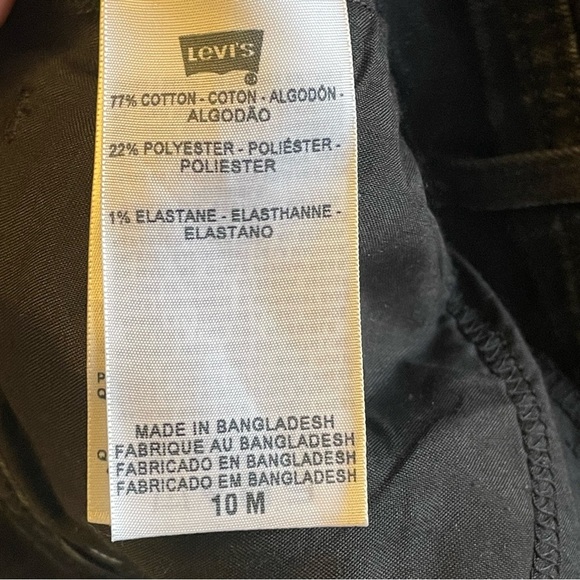 Levi's
®
77% COTTON - COTON - ALGODÓN -
ALGODÃO
22% POLYESTER - POLIÉSTER -
POLIESTER
1% ELASTANE - ELASTHANNE -
ELASTANO
P
Q
Q
MADE IN BANGLADESH
FABRIQUE AU BANGLADESH
FABRICADO EN BANGLADESH
FABRICADO EM BANGLADESH
10 M